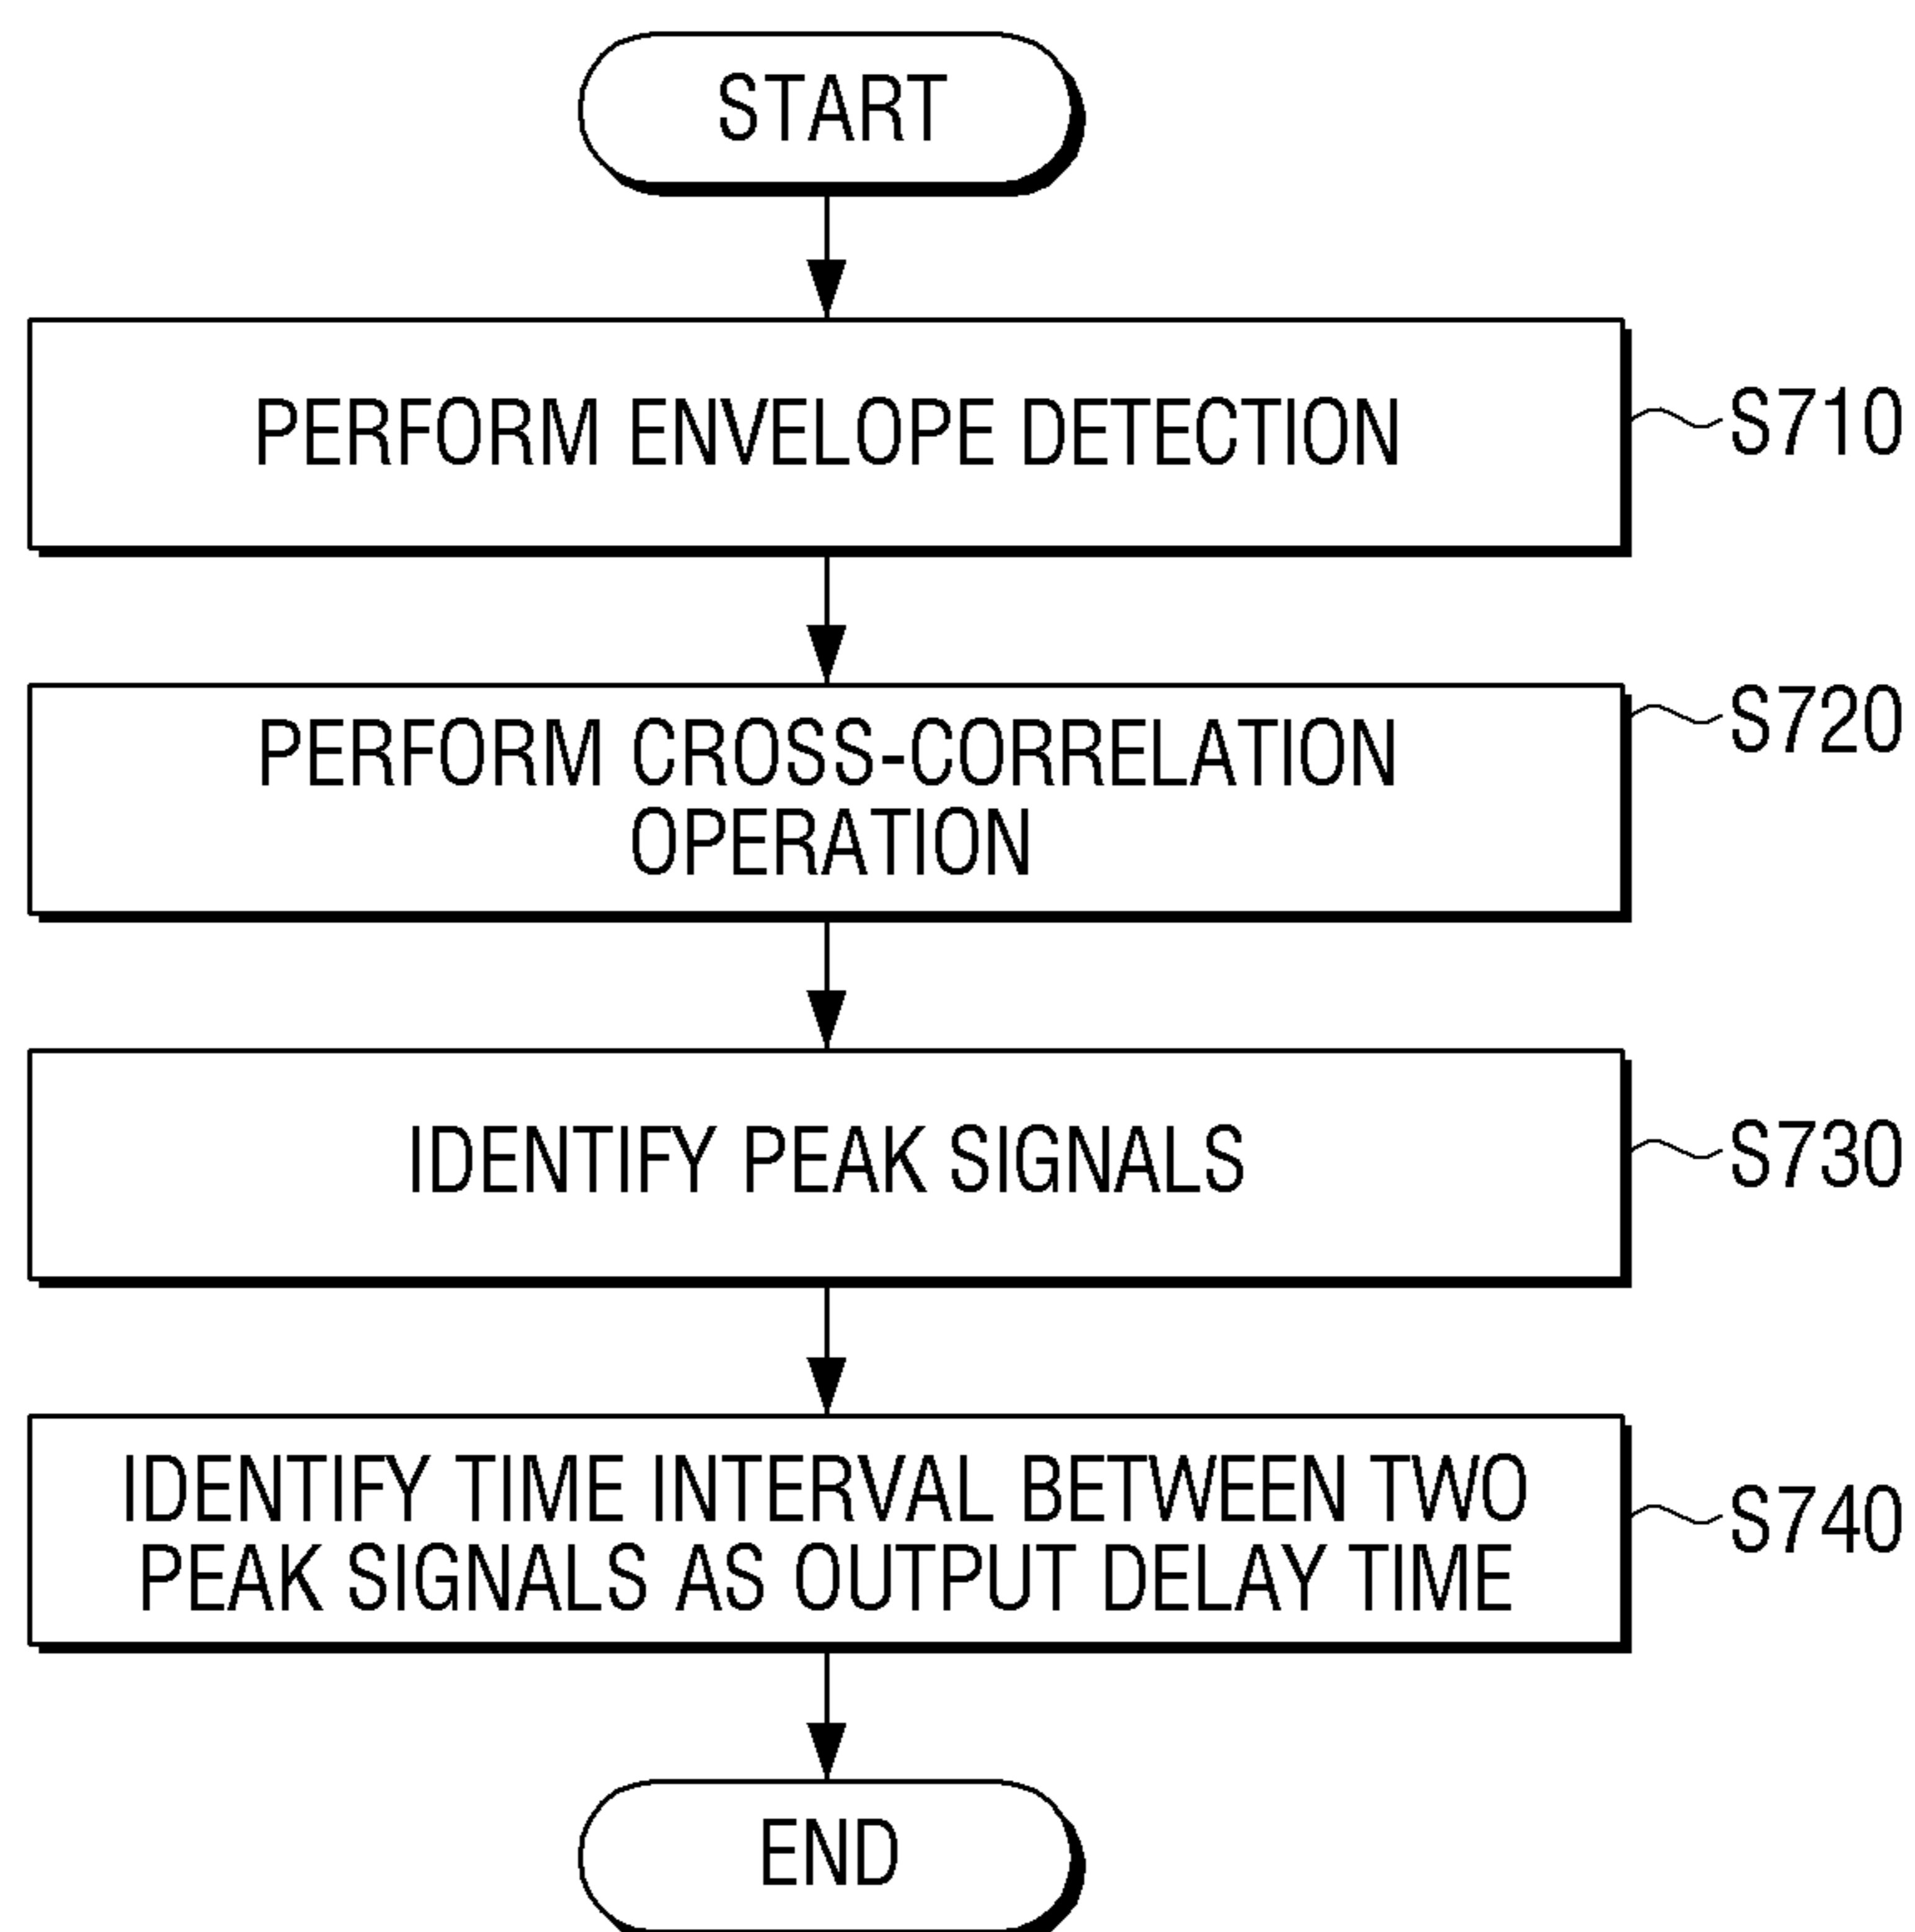 START
PERFORM ENVELOPE DETECTION
S710
PERFORM CROSS-CORRELATION
OPERATION
S720
IDENTIFY PEAK SIGNALS
S730
IDENTIFY TIME INTERVAL BETWEEN TWO
PEAK SIGNALS AS OUTPUT DELAY TIME
S740
END